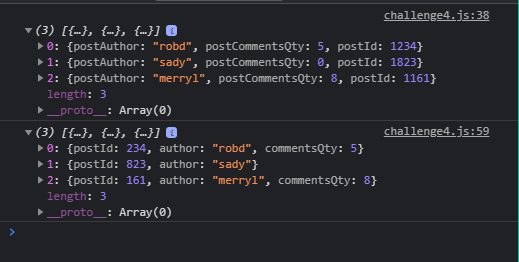 challenge4.js:38
▼(3) [{…}, {…}, {…}] i
▶0: {postAuthor: "robd", postCommentsQty: 5, postId: 1234}
▶1: {postAuthor: "sady", postCommentsQty: 0, postId: 1823}
▶2: {postAuthor: "merryl", postCommentsQty: 8, postId: 1161}
length: 3
▶__proto__: Array(0)
challenge4.js:59
▼(3) [{…}, {…}, {…}] i
▶0: {postId: 234, author: "robd", commentsQty: 5}
▶1: {postId: 823, author: "sady"}
▶2: {postId: 161, author: "merryl", commentsQty: 8}
length: 3
▶__proto__: Array(0)
>